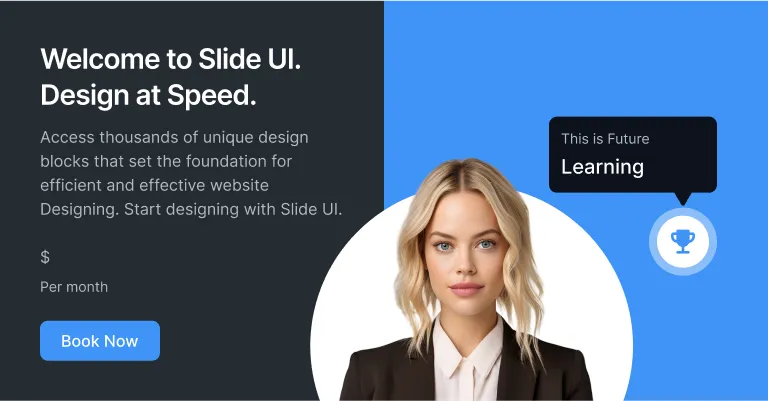 Welcome to Slide UI.
Design at Speed.
Access thousands of unique design
blocks that set the foundation for
efficient and effective website
Designing. Start designing with Slide UI.
$
Per month
Book Now
This is Future
Learning